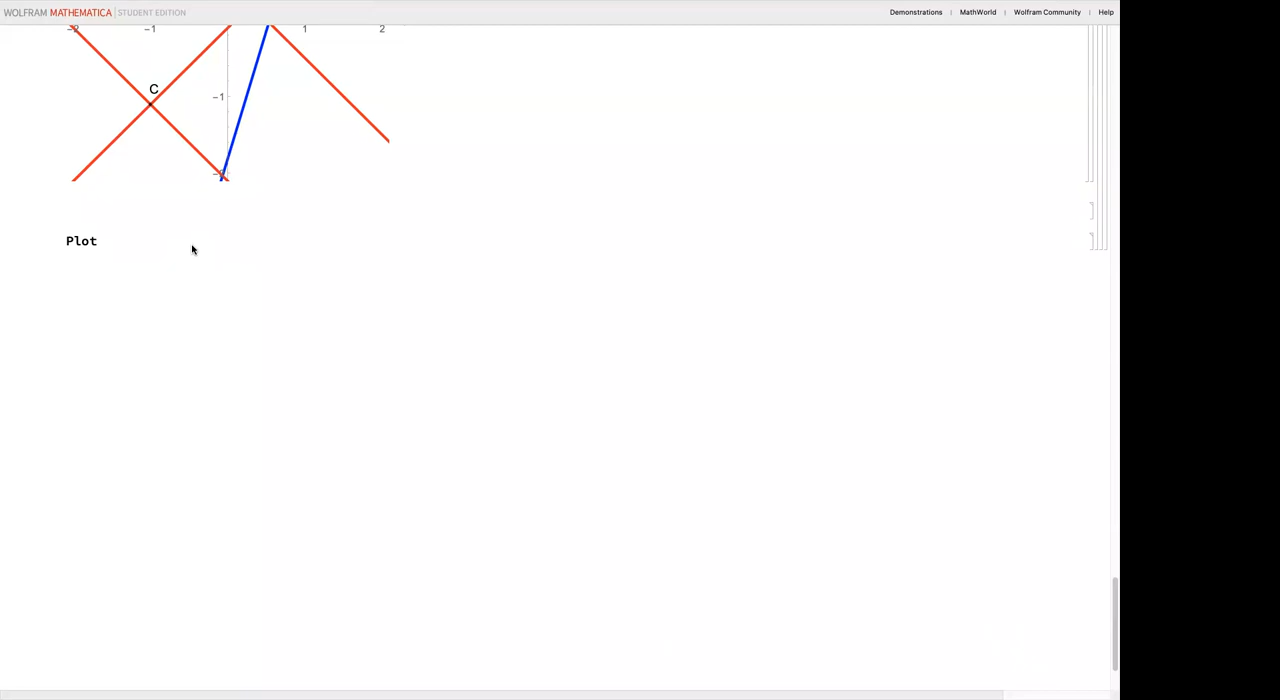 WOLFRAM MATHEMATICA | STUDENT EDITION Demonstrations | MathWorld | Wolfram Community | Help
-2 -1 1 2
C
-1
Plot